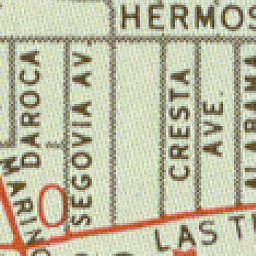 HERMOS
DAROCA
SEGOVIA AV.
CRESTA
AVE.
ALABAMA
MARINO
O
LAS T